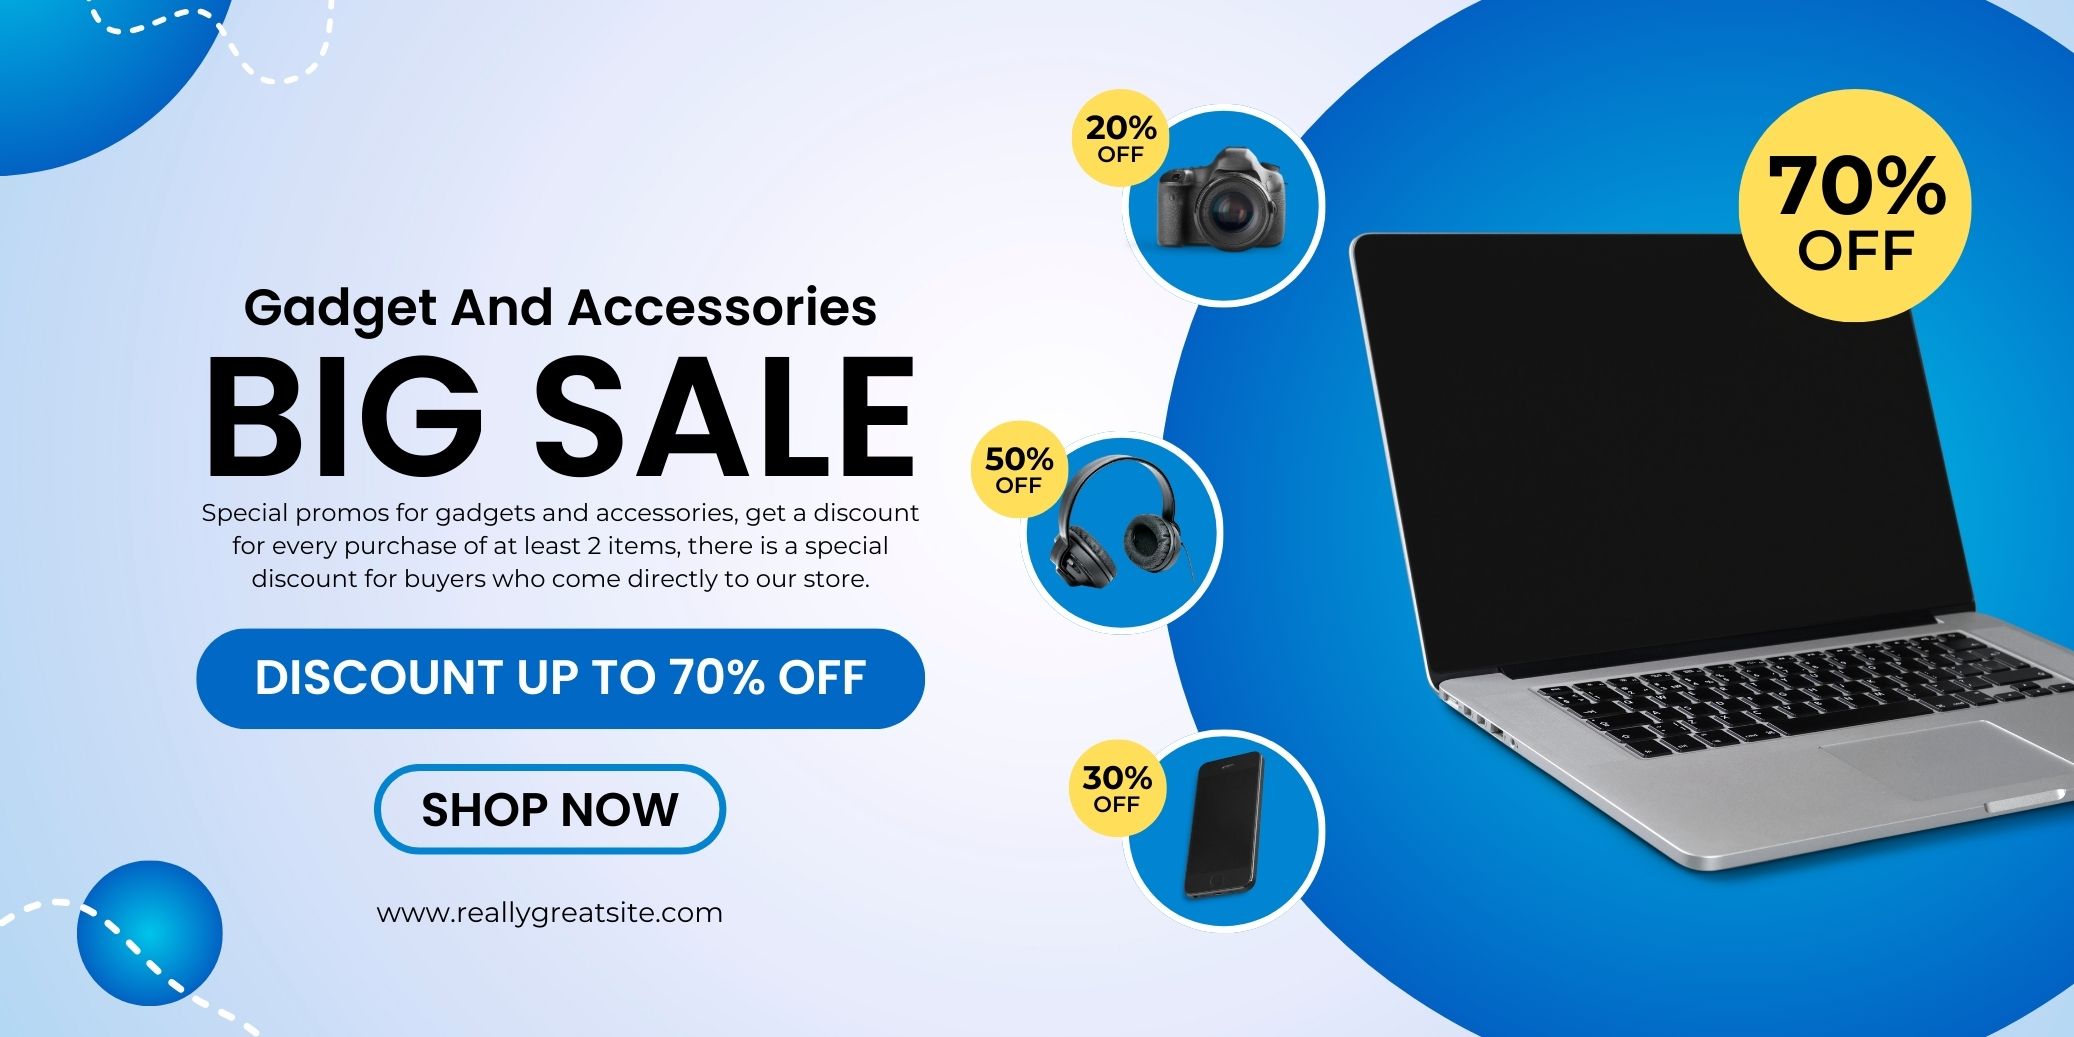 Gadget And Accessories
BIG SALE
Special promos for gadgets and accessories, get a discount
for every purchase of at least 2 items, there is a special
discount for buyers who come directly to our store.
DISCOUNT UP TO 70% OFF
SHOP NOW
www.reallygreatsite.com
20%
OFF
50%
OFF
30%
OFF
70%
OFF